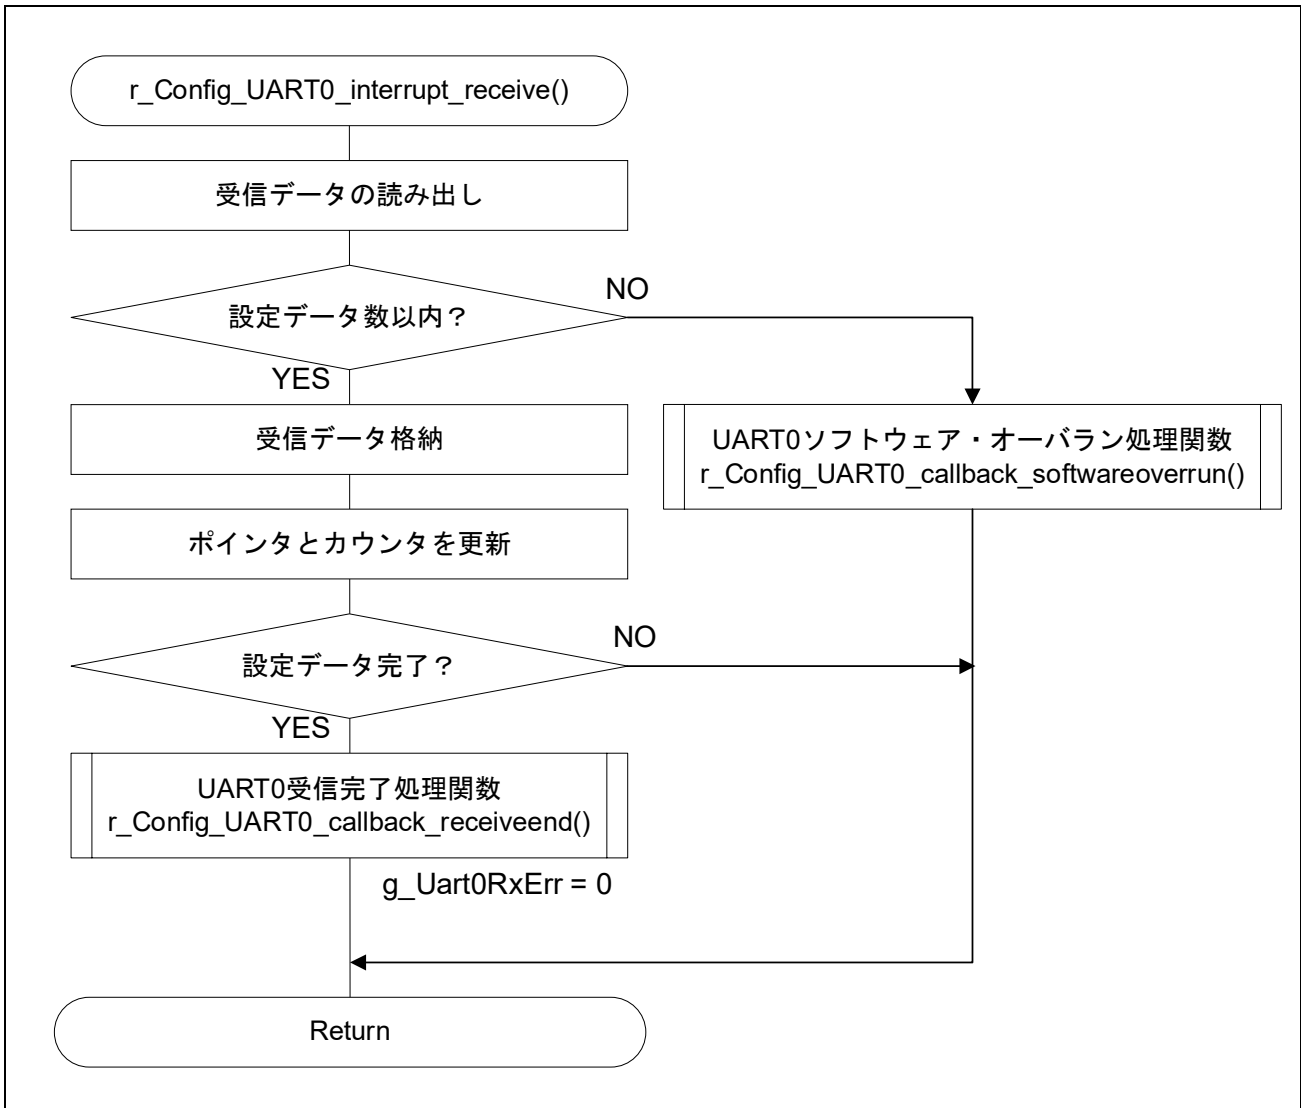 r_Config_UART0_interrupt_receive()
受信データの読み出し
設定データ数以内？
NO
YES
受信データ格納
UART0ソフトウェア・オーバラン処理関数
r_Config_UART0_callback_softwareoverrun()
ポインタとカウンタを更新
設定データ完了？
NO
YES
UART0受信完了処理関数
r_Config_UART0_callback_receiveend()
g_Uart0RxErr = 0
Return